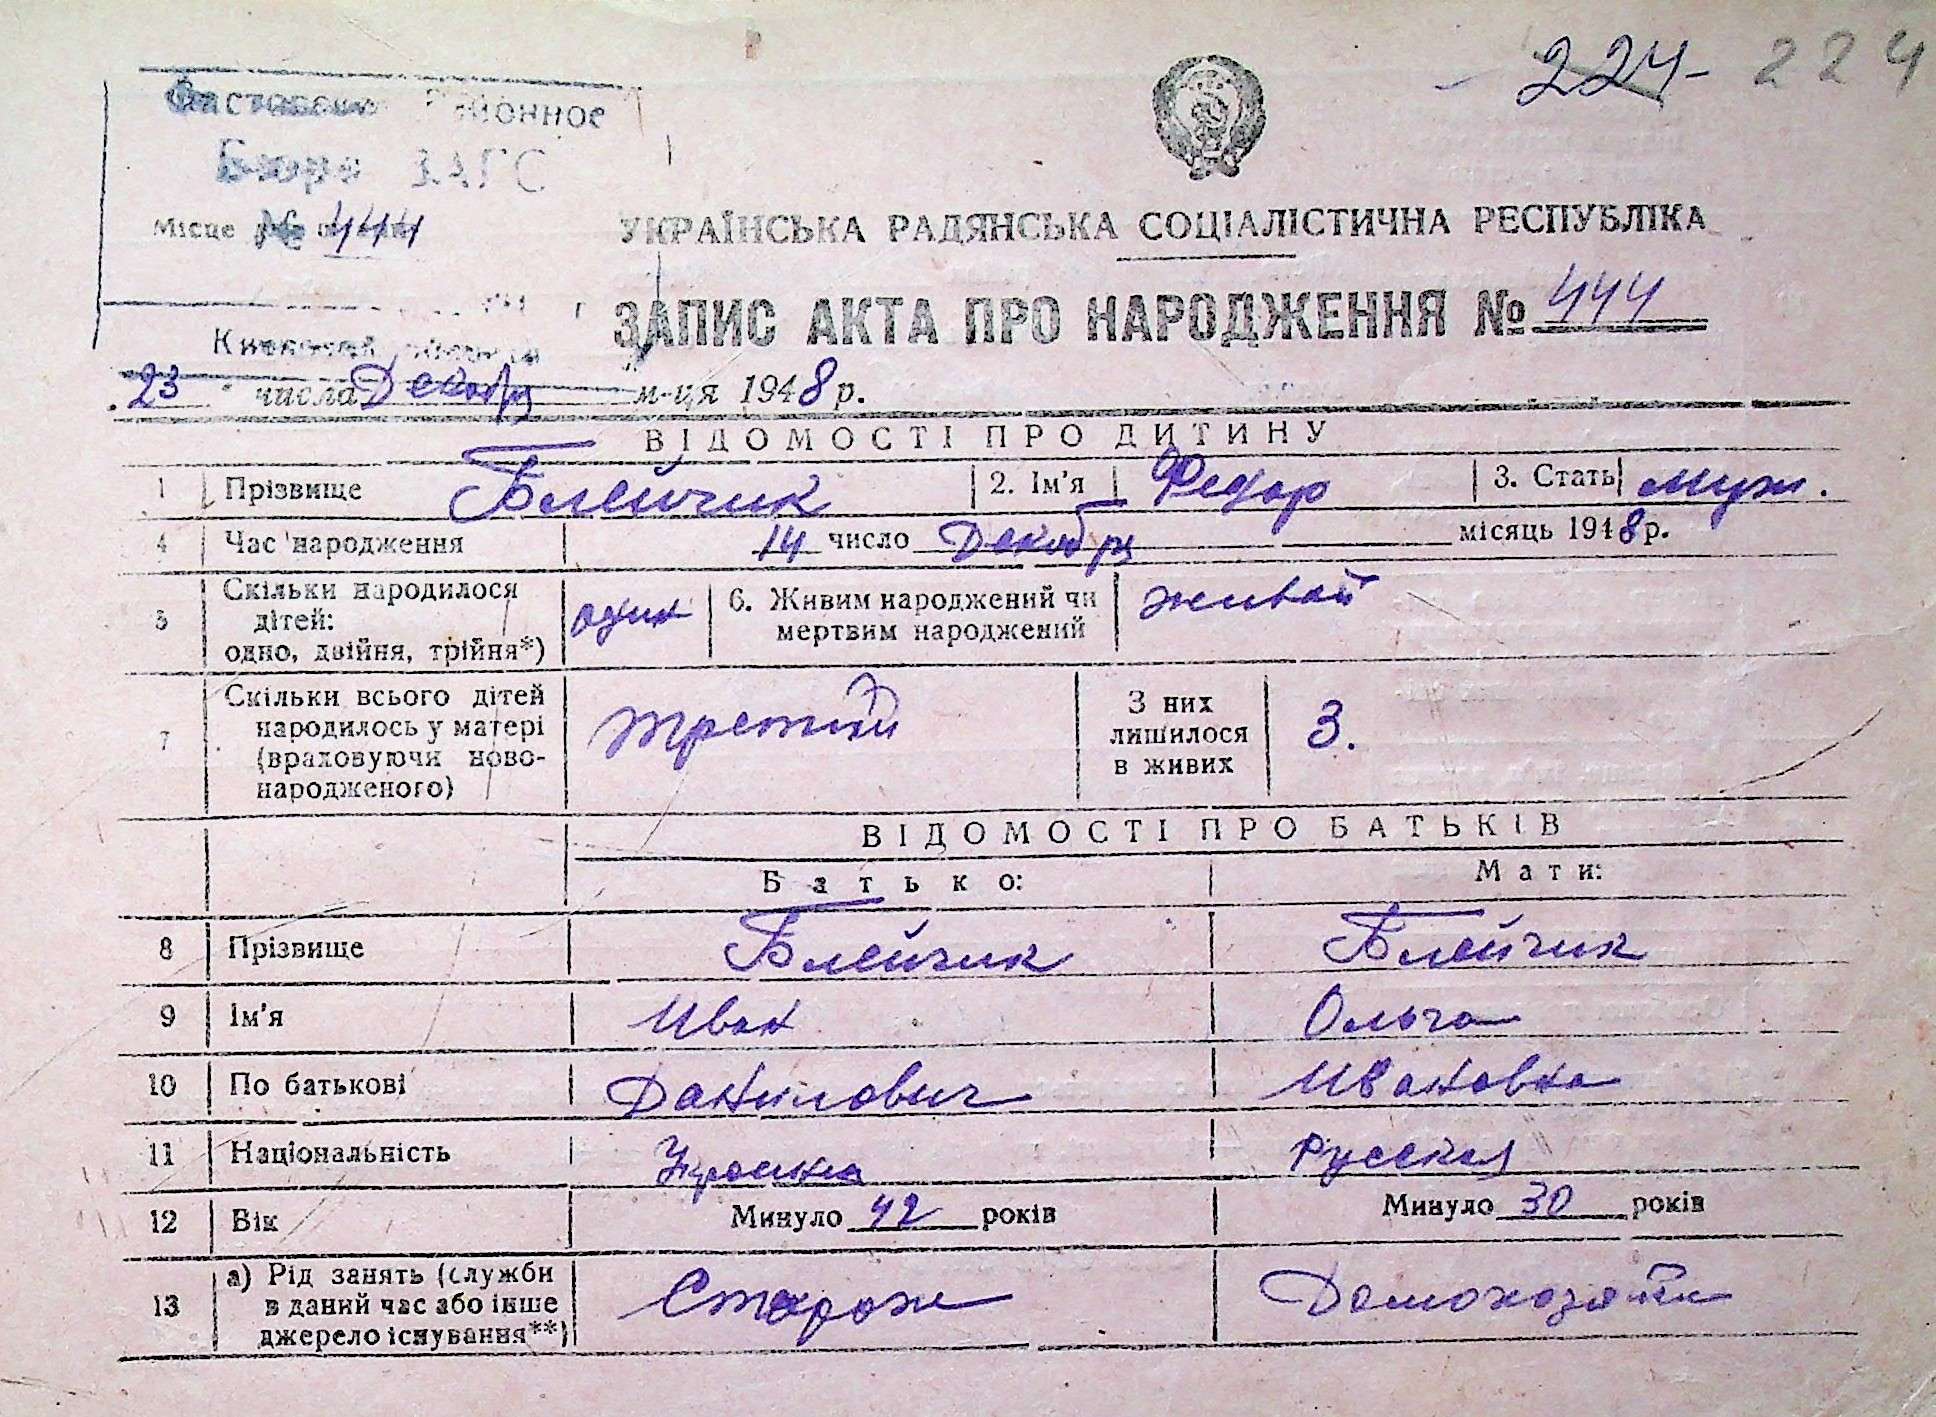 - 224- 224
Районное
Бюро ЗАГС
Місце № 444
УКРАЇНСЬКА РАДЯНСЬКА СОЦІАЛІСТИЧНА РЕСПУБЛІКА
ЗАПИС АКТА ПРО НАРОДЖЕННЯ № 444
23 числа Декабря м-ця 1948 р.
ВІДОМОСТІ ПРО ДИТИНУ
1 Прізвище Блейчик 2. Ім'я Федор 3. Стать муж.
4 Час народження 14 число Декабря місяць 1948 р.
5 Скільки народилося
дітей:
одно, двійня, трійня*) один 6. Живим народжений чи
мертвим народжений живой
7 Скільки всього дітей
народилось у матері
(враховуючи ново-
народженого) третий З них
лишилося
в живих 3.
ВІДОМОСТІ ПРО БАТЬКІВ
Батько: Мати:
8 Прізвище Блейчик Блейчик
9 Ім'я Иван Ольга
10 По батькові Данилович Ивановна
11 Національність Украина Русская
12 Вік Минуло 42 років Минуло 30 років
13 а) Рід занять (служби
в даний час або інше
джерело існування**) Сторож Домохозяйк